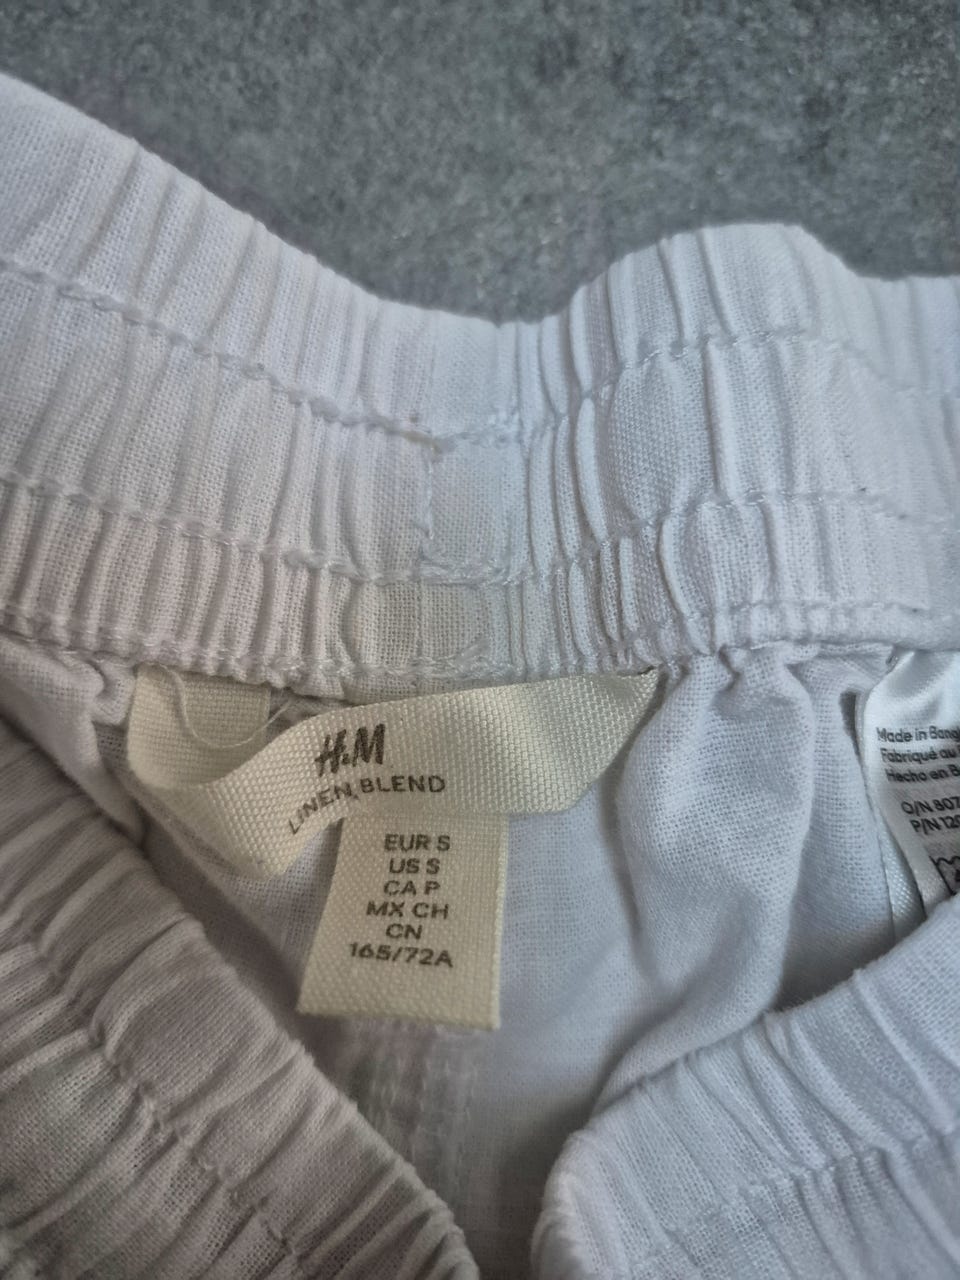 H&M
LINEN BLEND
EUR S
US S
CA P
MX CH
CN
165/72A
Made in Bang
Fabriqué au
Hecho en B
O/N 807
P/N 120